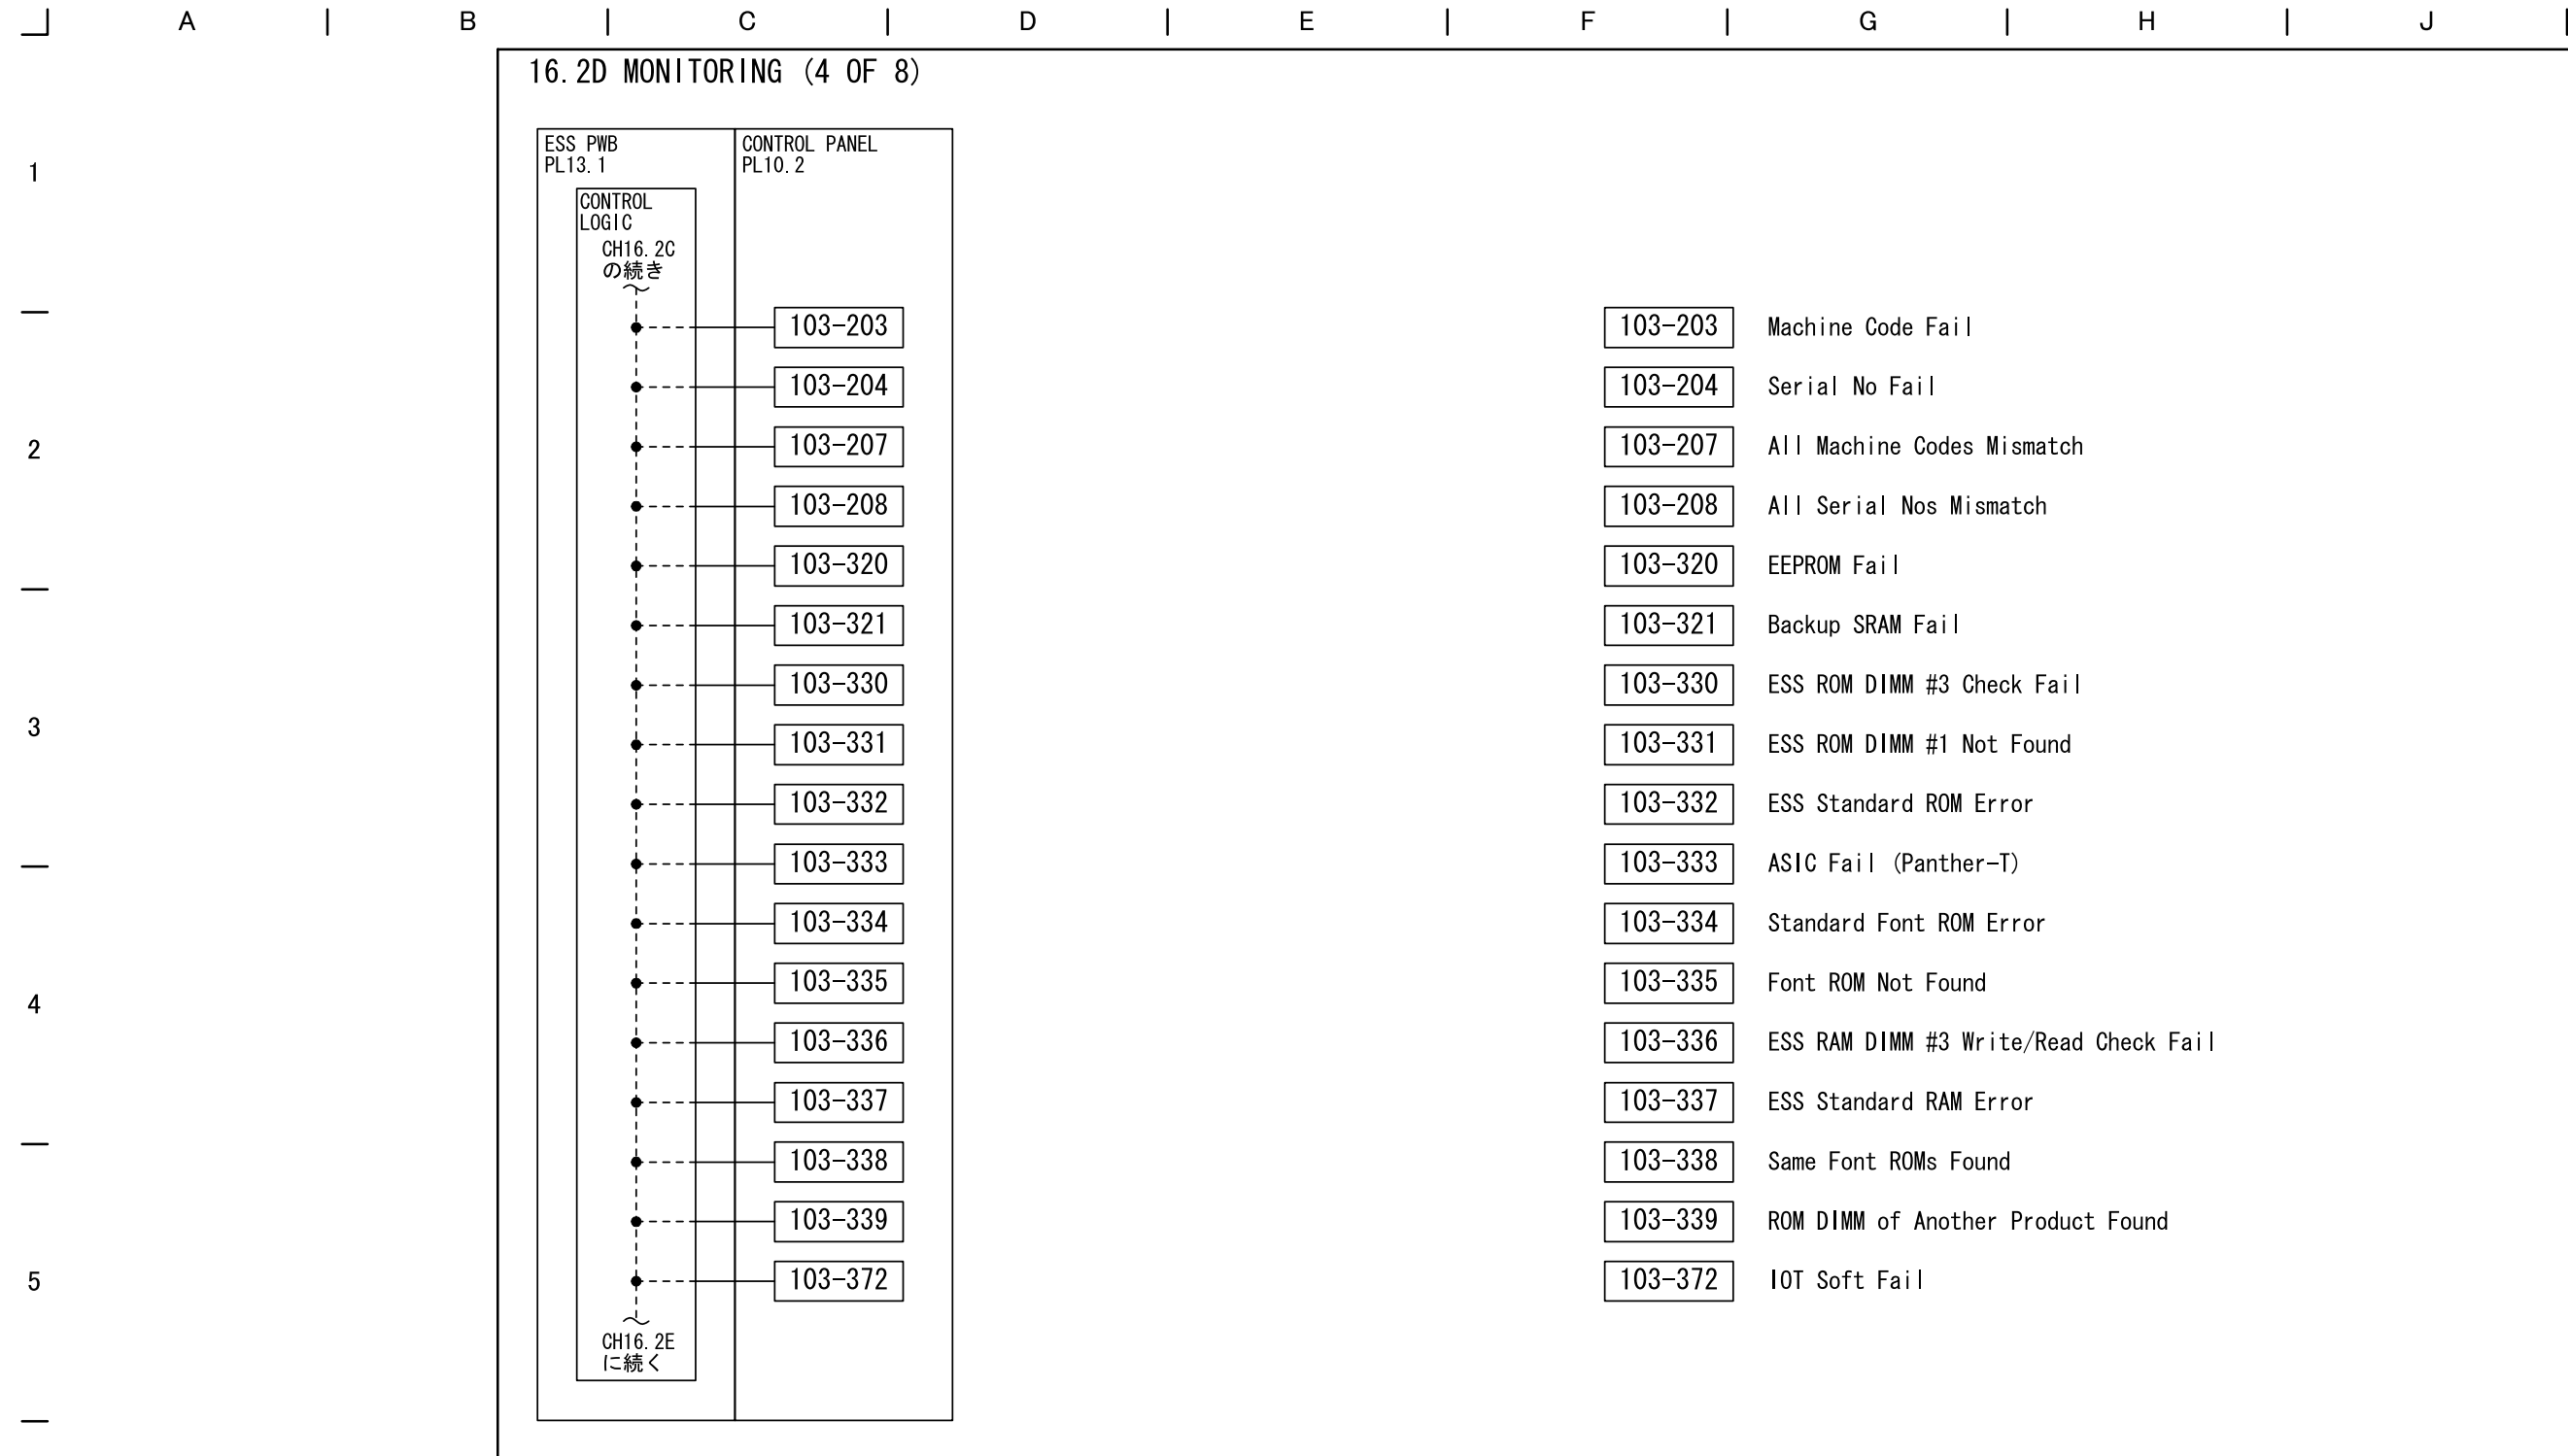 A B C D E F G H J
16.2D MONITORING (4 OF 8)
ESS PWB
PL13.1
CONTROL PANEL
PL10.2
CONTROL
LOGIC
CH16.2C
の続き
1
2
3
4
5
103-203
103-204
103-207
103-208
103-320
103-321
103-330
103-331
103-332
103-333
103-334
103-335
103-336
103-337
103-338
103-339
103-372
CH16.2E
に続く
103-203 Machine Code Fail
103-204 Serial No Fail
103-207 All Machine Codes Mismatch
103-208 All Serial Nos Mismatch
103-320 EEPROM Fail
103-321 Backup SRAM Fail
103-330 ESS ROM DIMM #3 Check Fail
103-331 ESS ROM DIMM #1 Not Found
103-332 ESS Standard ROM Error
103-333 ASIC Fail (Panther-T)
103-334 Standard Font ROM Error
103-335 Font ROM Not Found
103-336 ESS RAM DIMM #3 Write/Read Check Fail
103-337 ESS Standard RAM Error
103-338 Same Font ROMs Found
103-339 ROM DIMM of Another Product Found
103-372 IOT Soft Fail